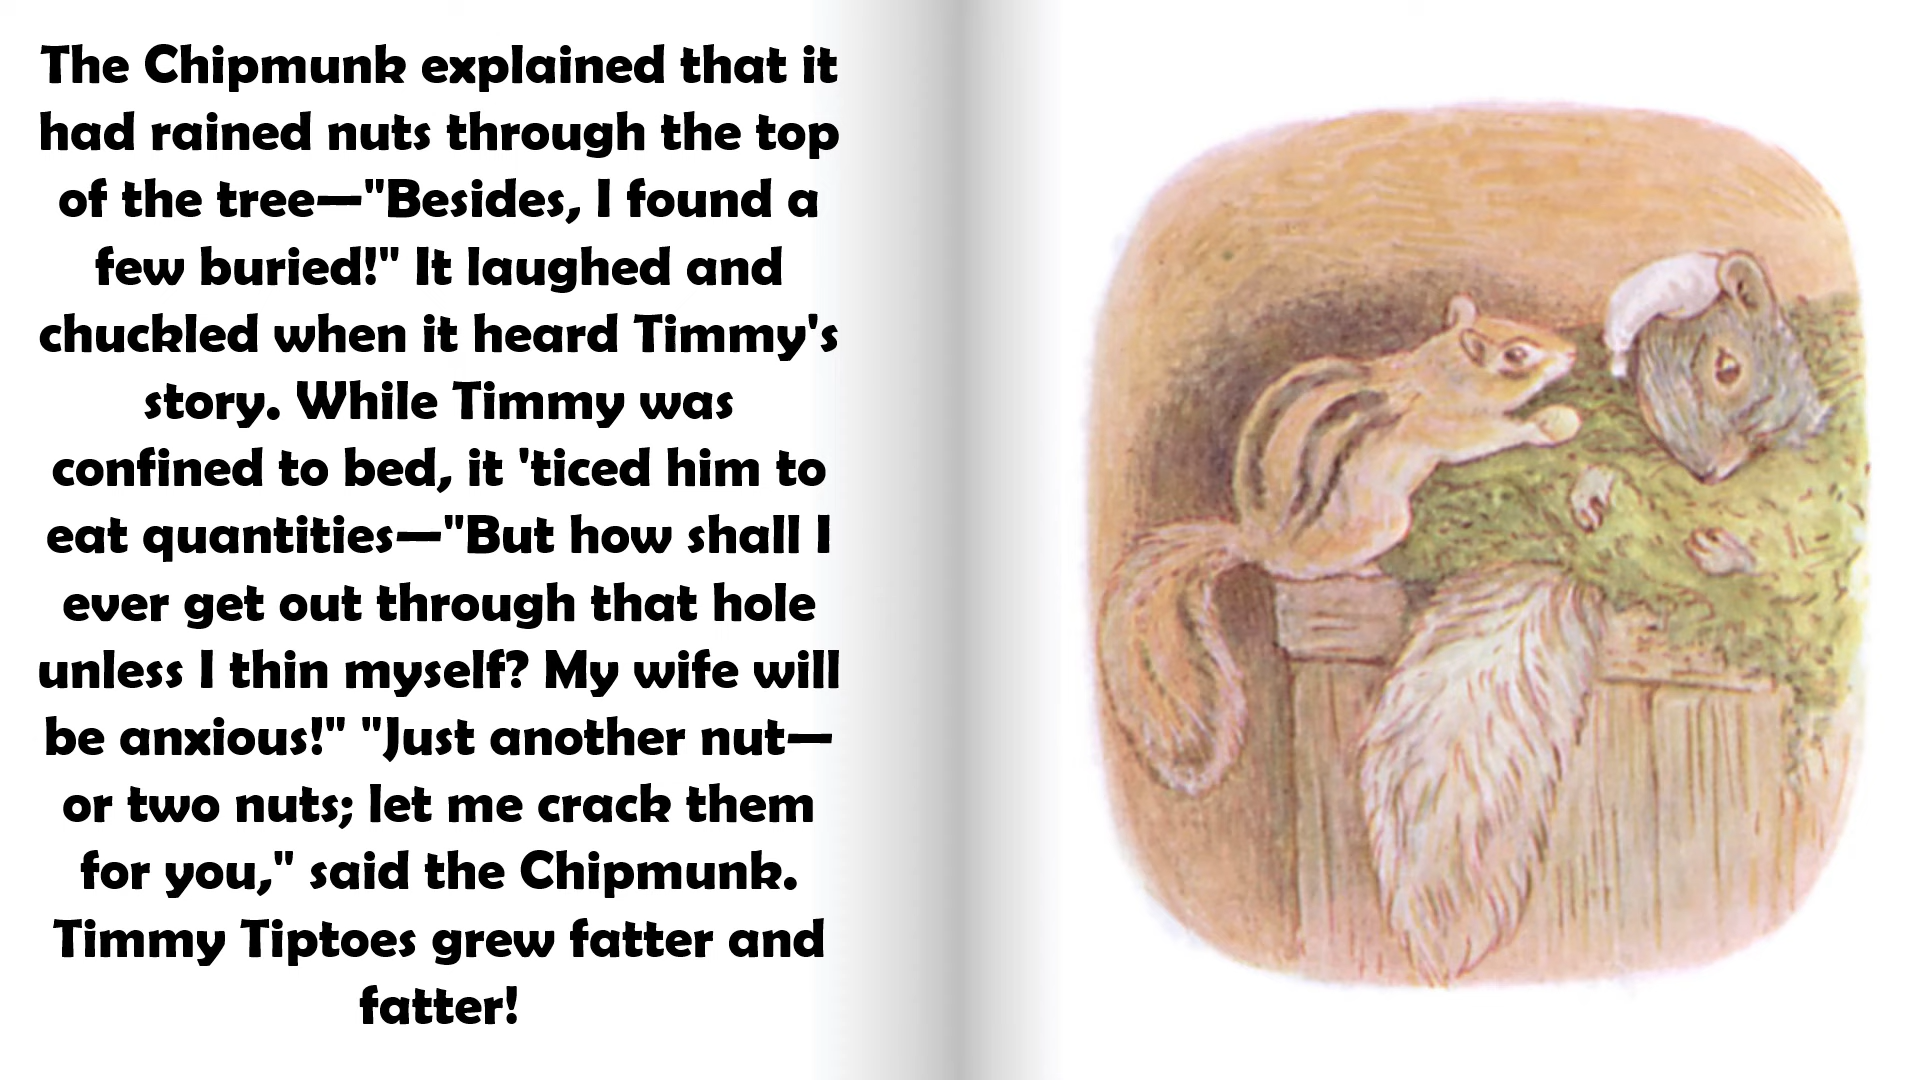 The Chipmunk explained that it
had rained nuts through the top
of the tree—"Besides, I found a
few buried!" It laughed and
chuckled when it heard Timmy's
story. While Timmy was
confined to bed, it 'ticed him to
eat quantities—"But how shall I
ever get out through that hole
unless I thin myself? My wife will
be anxious!" "Just another nut—
or two nuts; let me crack them
for you," said the Chipmunk.
Timmy Tiptoes grew fatter and
fatter!